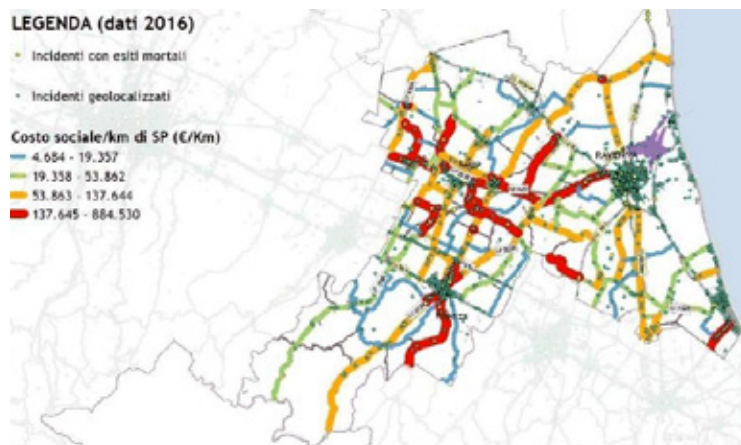 LEGENDA (dati 2016)
Incidenti con esiti mortali
Incidenti geolocalizzati
Costo sociale/km di SP (€/Km)
4.684 - 19.357
19.358 - 53.862
53.863 - 137.644
137.645 - 884.530